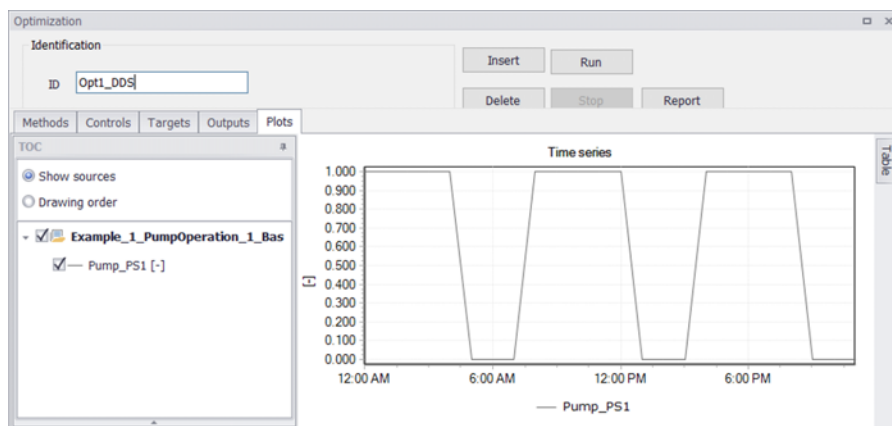 Optimization
Identification
ID Opt1_DDS
Insert Run
Delete Stop Report
Methods Controls Targets Outputs Plots
TOC
Show sources
Drawing order
Example_1_PumpOperation_1_Bas
Pump_PS1 [-]
Time series
1.000
0.900
0.800
0.700
0.600
0.500
0.400
0.300
0.200
0.100
0.000
[-]
12:00 AM 6:00 AM 12:00 PM 6:00 PM
Pump_PS1
Table